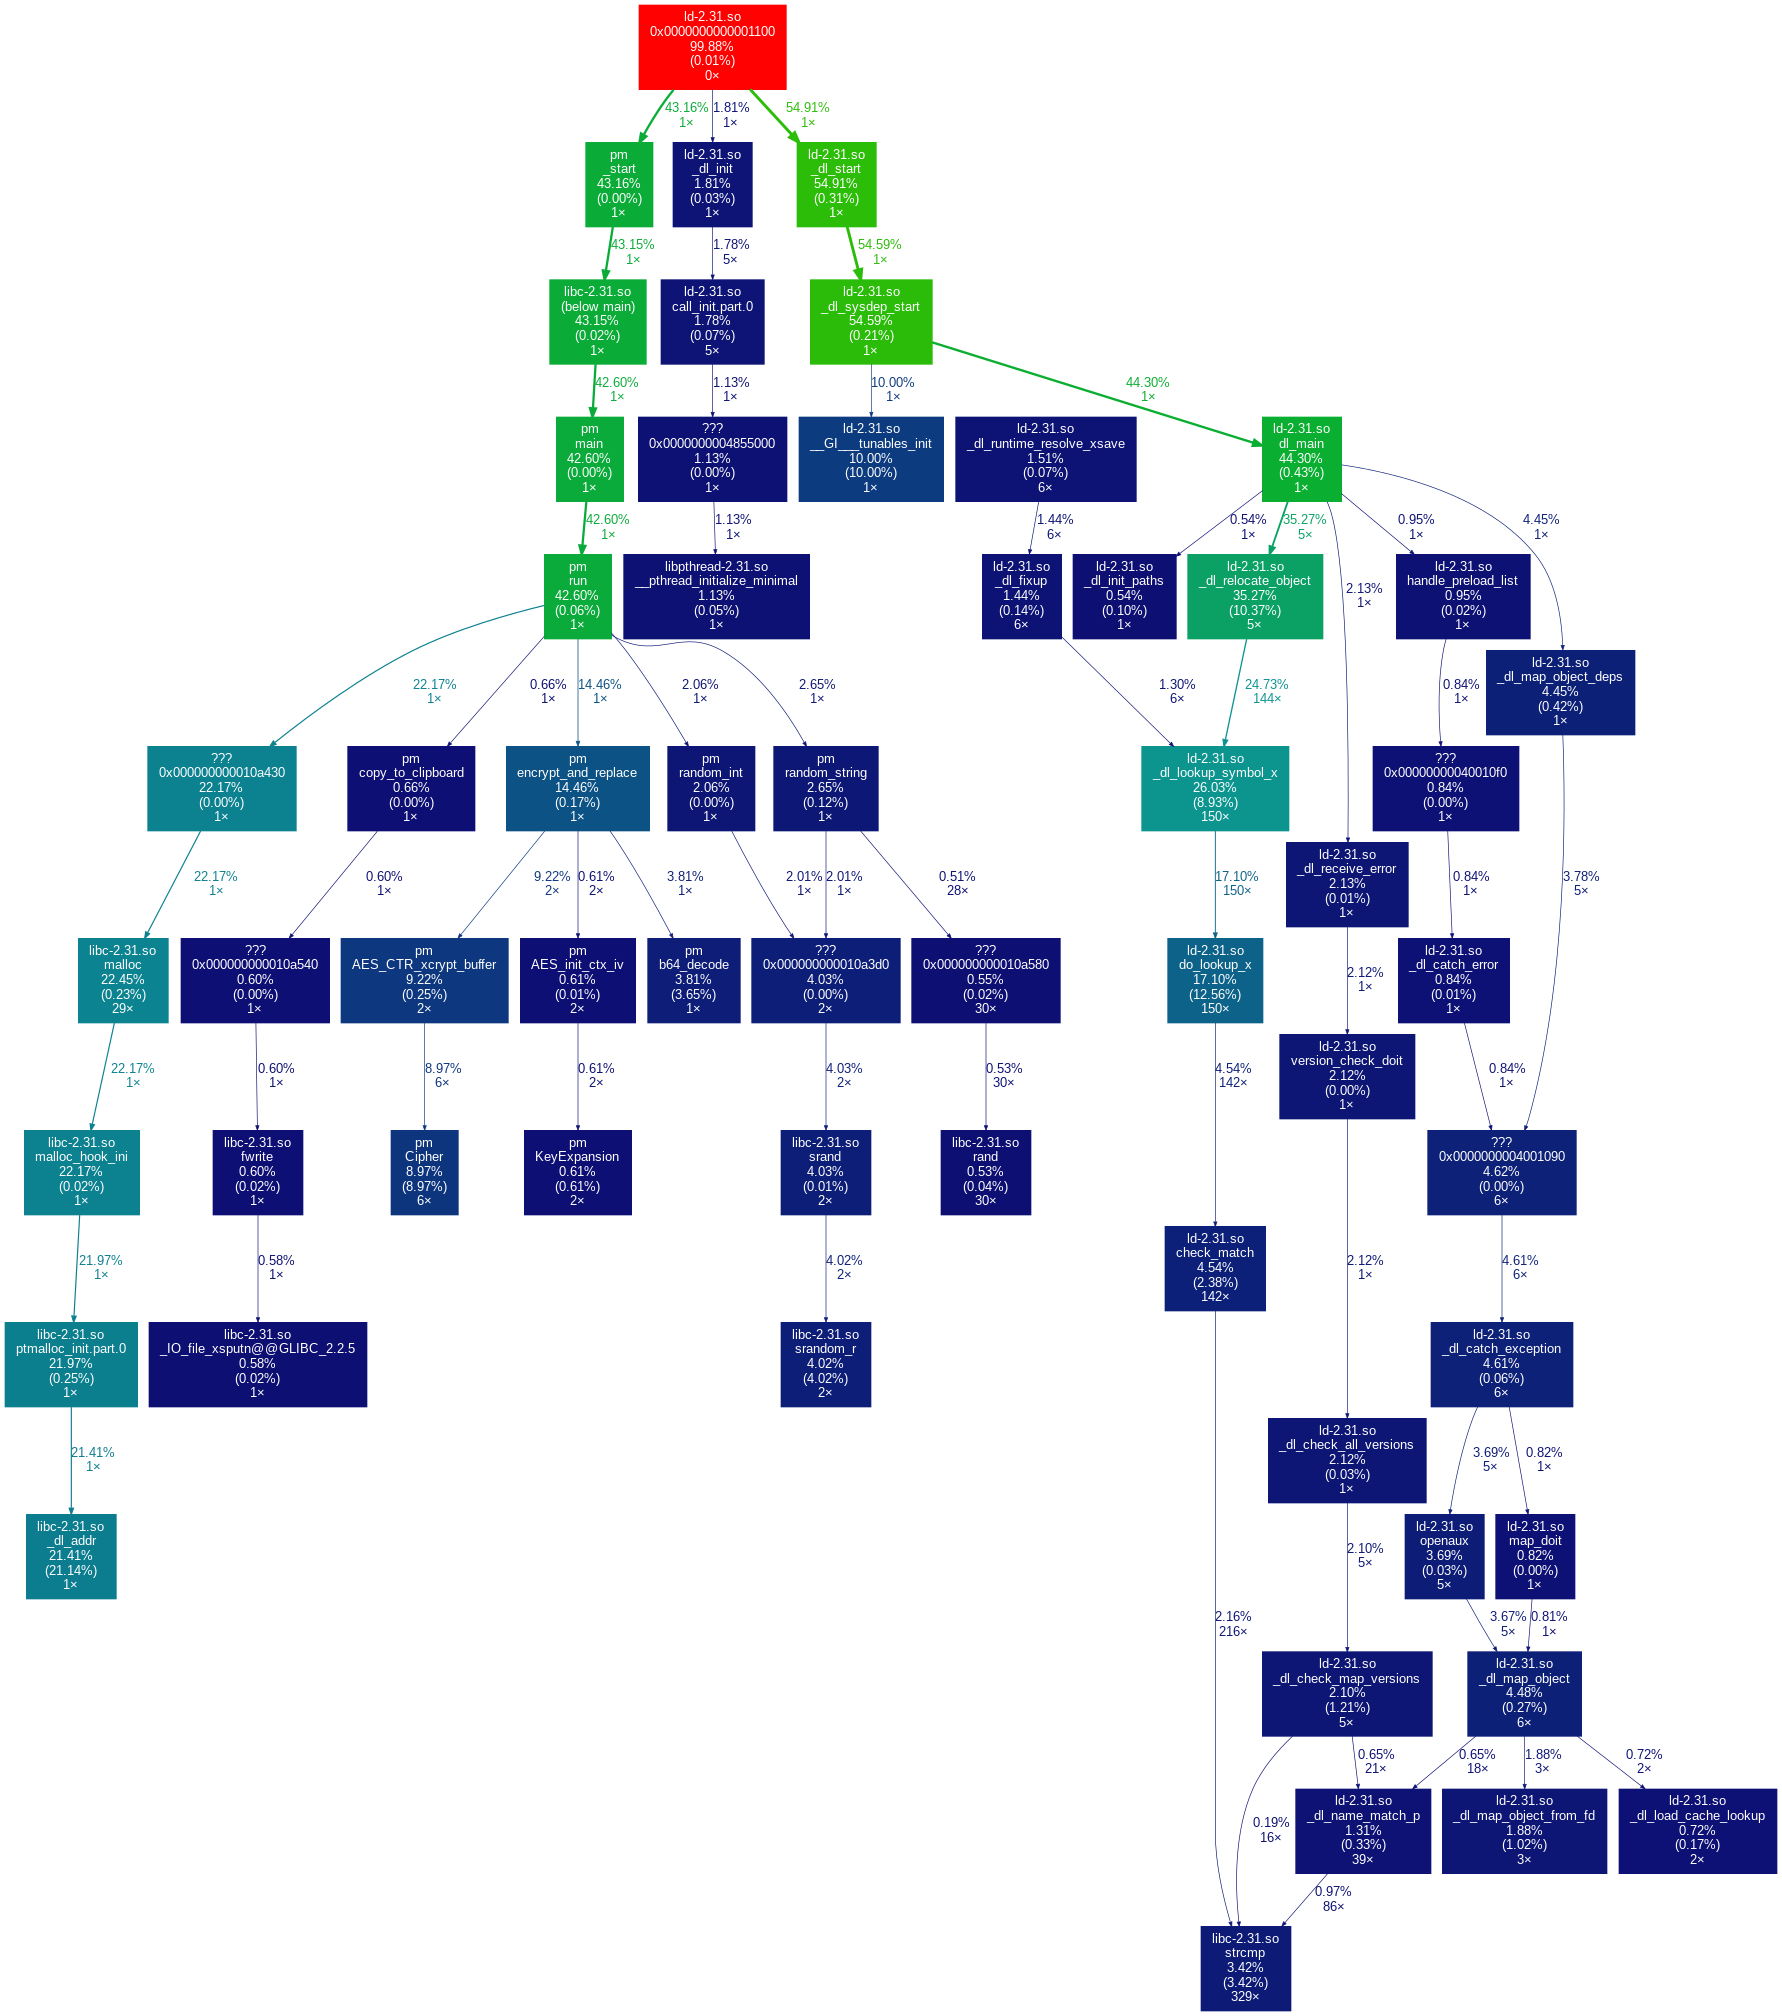 ld-2.31.so
0x0000000000001100
99.88%
(0.01%)
0×
43.16%
1×
1.81%
1×
54.91%
1×
pm
_start
43.16%
(0.00%)
1×
ld-2.31.so
_dl_init
1.81%
(0.03%)
1×
ld-2.31.so
_dl_start
54.91%
(0.31%)
1×
43.15%
1×
1.78%
5×
54.59%
1×
libc-2.31.so
(below main)
43.15%
(0.02%)
1×
ld-2.31.so
call_init.part.0
1.78%
(0.07%)
5×
ld-2.31.so
_dl_sysdep_start
54.59%
(0.21%)
1×
42.60%
1×
1.13%
1×
10.00%
1×
44.30%
1×
pm
main
42.60%
(0.00%)
1×
???
0x0000000004855000
1.13%
(0.00%)
1×
ld-2.31.so
__GI___tunables_init
10.00%
(10.00%)
1×
ld-2.31.so
_dl_runtime_resolve_xsave
1.51%
(0.07%)
6×
ld-2.31.so
dl_main
44.30%
(0.43%)
1×
42.60%
1×
1.13%
1×
1.44%
6×
0.54%
1×
35.27%
5×
2.13%
1×
0.95%
1×
4.45%
1×
pm
run
42.60%
(0.06%)
1×
libpthread-2.31.so
__pthread_initialize_minimal
1.13%
(0.05%)
1×
ld-2.31.so
_dl_fixup
1.44%
(0.14%)
6×
ld-2.31.so
_dl_init_paths
0.54%
(0.10%)
1×
ld-2.31.so
_dl_relocate_object
35.27%
(10.37%)
5×
ld-2.31.so
handle_preload_list
0.95%
(0.02%)
1×
ld-2.31.so
_dl_map_object_deps
4.45%
(0.42%)
1×
22.17%
1×
0.66%
1×
14.46%
1×
2.06%
1×
2.65%
1×
1.30%
6×
24.73%
144×
0.84%
1×
???
0x000000000010a430
22.17%
(0.00%)
1×
pm
copy_to_clipboard
0.66%
(0.00%)
1×
pm
encrypt_and_replace
14.46%
(0.17%)
1×
pm
random_int
2.06%
(0.00%)
1×
pm
random_string
2.65%
(0.12%)
1×
ld-2.31.so
_dl_lookup_symbol_x
26.03%
(8.93%)
150×
???
0x00000000040010f0
0.84%
(0.00%)
1×
22.17%
1×
0.60%
1×
9.22%
2×
0.61%
2×
3.81%
1×
2.01%
1×
2.01%
1×
0.51%
28×
17.10%
150×
ld-2.31.so
_dl_receive_error
2.13%
(0.01%)
1×
0.84%
1×
3.78%
5×
libc-2.31.so
malloc
22.45%
(0.23%)
29×
???
0x000000000010a540
0.60%
(0.00%)
1×
pm
AES_CTR_xcrypt_buffer
9.22%
(0.25%)
2×
pm
AES_init_ctx_iv
0.61%
(0.01%)
2×
pm
b64_decode
3.81%
(3.65%)
1×
???
0x000000000010a3d0
4.03%
(0.00%)
2×
???
0x000000000010a580
0.55%
(0.02%)
30×
ld-2.31.so
do_lookup_x
17.10%
(12.56%)
150×
2.12%
1×
ld-2.31.so
_dl_catch_error
0.84%
(0.01%)
1×
22.17%
1×
0.60%
1×
8.97%
6×
0.61%
2×
4.03%
2×
0.53%
30×
4.54%
142×
ld-2.31.so
version_check_doit
2.12%
(0.00%)
1×
0.84%
1×
libc-2.31.so
malloc_hook_ini
22.17%
(0.02%)
1×
libc-2.31.so
fwrite
0.60%
(0.02%)
1×
pm
Cipher
8.97%
(8.97%)
6×
pm
KeyExpansion
0.61%
(0.61%)
2×
libc-2.31.so
srand
4.03%
(0.01%)
2×
libc-2.31.so
rand
0.53%
(0.04%)
30×
???
0x0000000004001090
4.62%
(0.00%)
6×
21.97%
1×
0.58%
1×
4.02%
2×
ld-2.31.so
check_match
4.54%
(2.38%)
142×
2.12%
1×
4.61%
6×
libc-2.31.so
ptmalloc_init.part.0
21.97%
(0.25%)
1×
libc-2.31.so
_IO_file_xsputn@@GLIBC_2.2.5
0.58%
(0.02%)
1×
libc-2.31.so
srandom_r
4.02%
(4.02%)
2×
ld-2.31.so
_dl_catch_exception
4.61%
(0.06%)
6×
21.41%
1×
ld-2.31.so
_dl_check_all_versions
2.12%
(0.03%)
1×
3.69%
5×
0.82%
1×
libc-2.31.so
_dl_addr
21.41%
(21.14%)
1×
2.10%
5×
ld-2.31.so
openaux
3.69%
(0.03%)
5×
ld-2.31.so
map_doit
0.82%
(0.00%)
1×
2.16%
216×
3.67%
5×
0.81%
1×
ld-2.31.so
_dl_check_map_versions
2.10%
(1.21%)
5×
ld-2.31.so
_dl_map_object
4.48%
(0.27%)
6×
0.65%
21×
0.65%
18×
1.88%
3×
0.72%
2×
0.19%
16×
ld-2.31.so
_dl_name_match_p
1.31%
(0.33%)
39×
ld-2.31.so
_dl_map_object_from_fd
1.88%
(1.02%)
3×
ld-2.31.so
_dl_load_cache_lookup
0.72%
(0.17%)
2×
0.97%
86×
libc-2.31.so
strcmp
3.42%
(3.42%)
329×